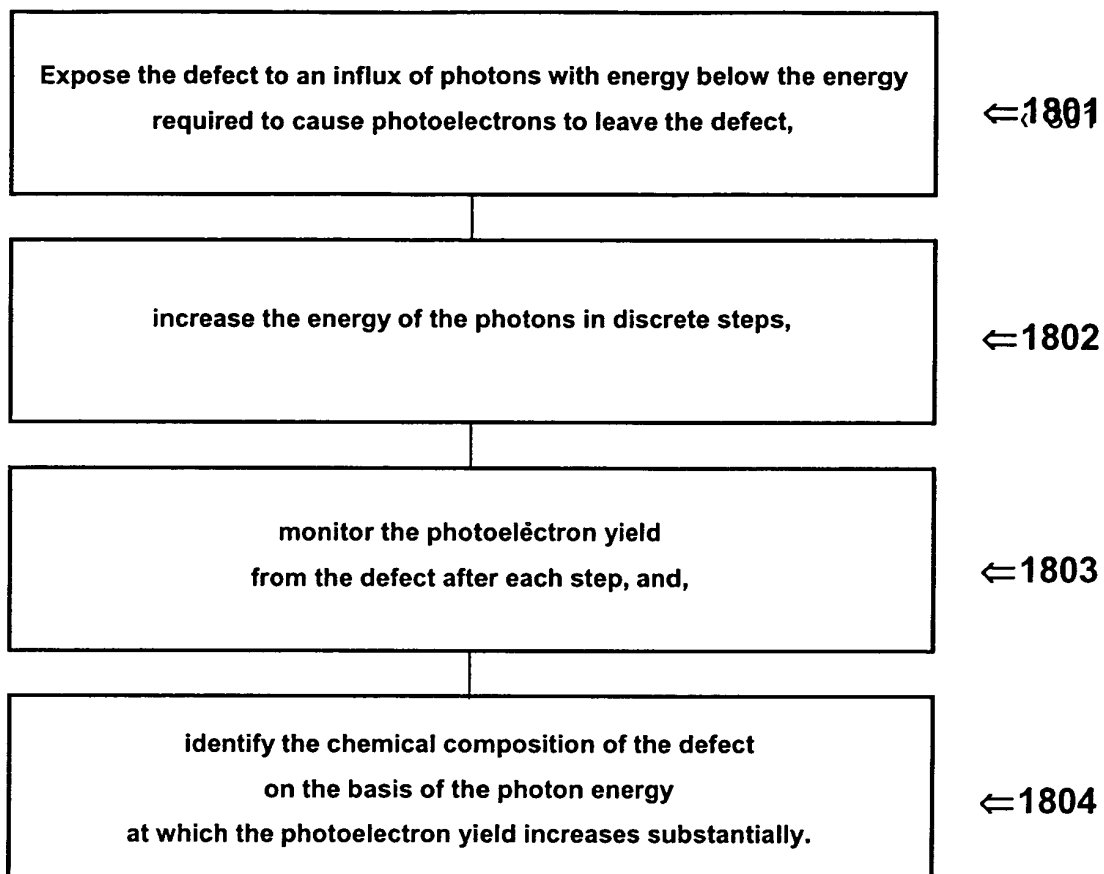 Expose the defect to an influx of photons with energy below the energy
required to cause photoelectrons to leave the defect,
⇐1801
increase the energy of the photons in discrete steps,
⇐1802
monitor the photoelectron yield
from the defect after each step, and,
⇐1803
identify the chemical composition of the defect
on the basis of the photon energy
at which the photoelectron yield increases substantially.
⇐1804